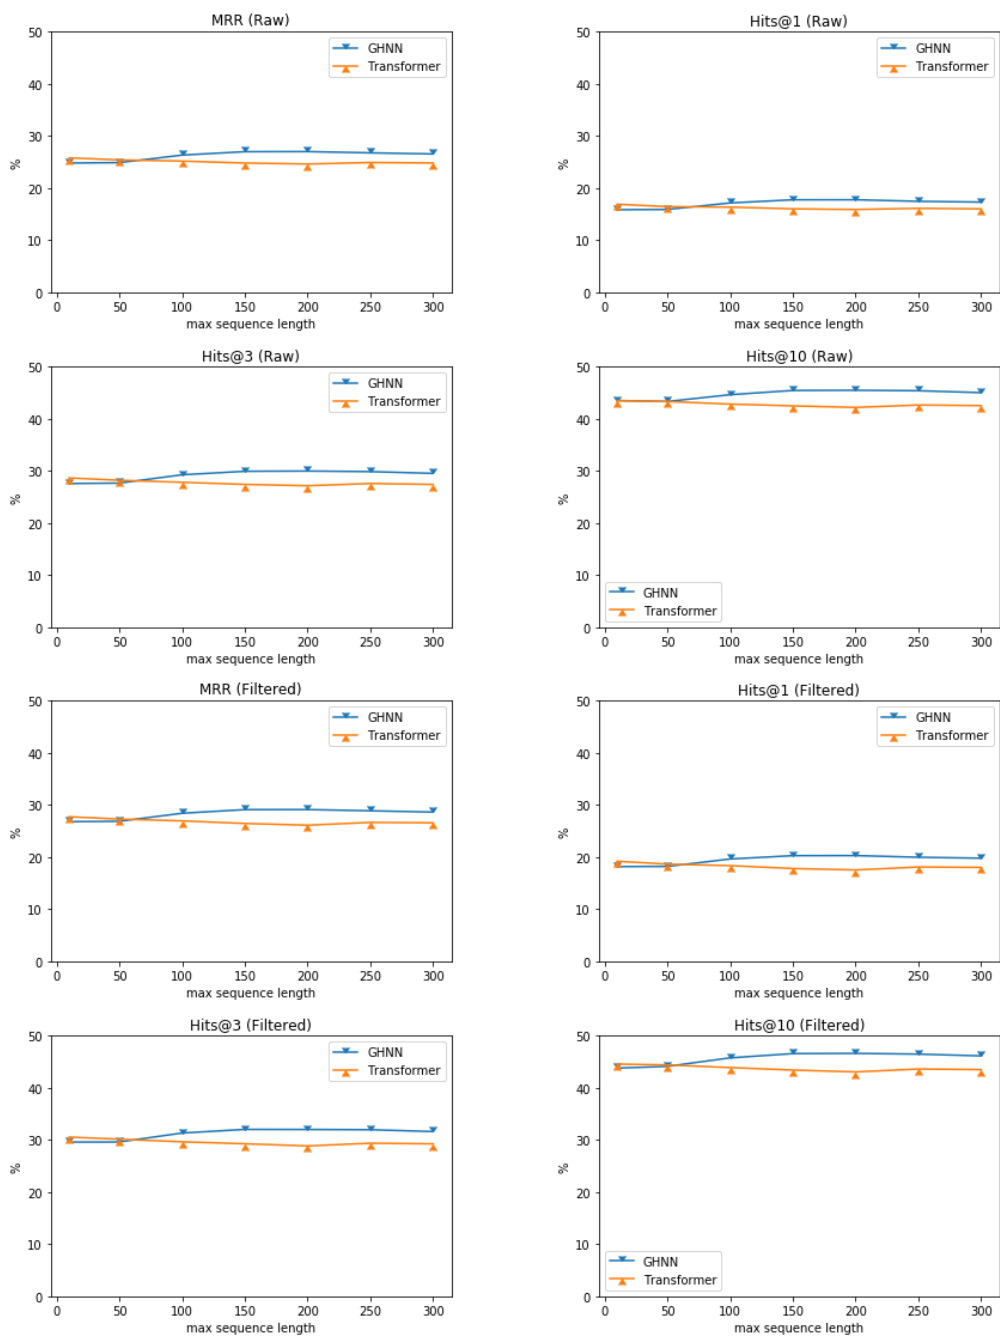 MRR (Raw)
50
40
30
20
10
0
%
0 50 100 150 200 250 300
max sequence length
GHNN
Transformer
Hits@1 (Raw)
50
40
30
20
10
0
%
0 50 100 150 200 250 300
max sequence length
GHNN
Transformer
Hits@3 (Raw)
50
40
30
20
10
0
%
0 50 100 150 200 250 300
max sequence length
GHNN
Transformer
Hits@10 (Raw)
50
40
30
20
10
0
%
0 50 100 150 200 250 300
max sequence length
GHNN
Transformer
MRR (Filtered)
50
40
30
20
10
0
%
0 50 100 150 200 250 300
max sequence length
GHNN
Transformer
Hits@1 (Filtered)
50
40
30
20
10
0
%
0 50 100 150 200 250 300
max sequence length
GHNN
Transformer
Hits@3 (Filtered)
50
40
30
20
10
0
%
0 50 100 150 200 250 300
max sequence length
GHNN
Transformer
Hits@10 (Filtered)
50
40
30
20
10
0
%
0 50 100 150 200 250 300
max sequence length
GHNN
Transformer